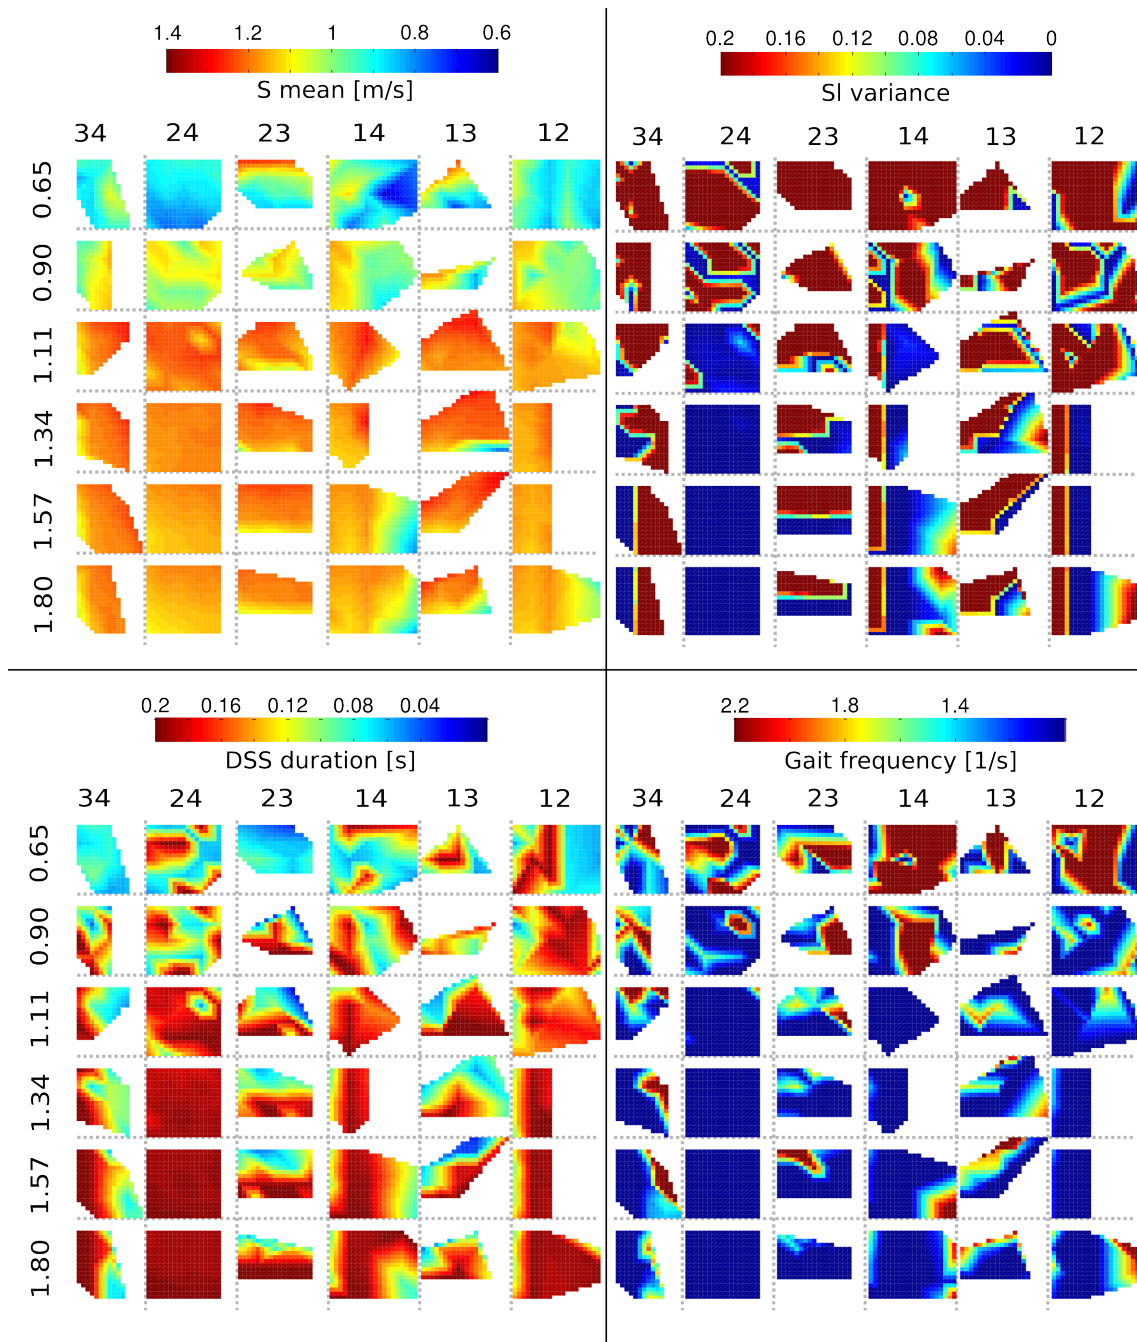 1.4 1.2 1 0.8 0.6
S mean [m/s]
34 24 23 14 13 12
0.65
0.90
1.11
1.34
1.57
1.80
0.2 0.16 0.12 0.08 0.04 0
SI variance
34 24 23 14 13 12
0.2 0.16 0.12 0.08 0.04
DSS duration [s]
34 24 23 14 13 12
0.65
0.90
1.11
1.34
1.57
1.80
2.2 1.8 1.4
Gait frequency [1/s]
34 24 23 14 13 12